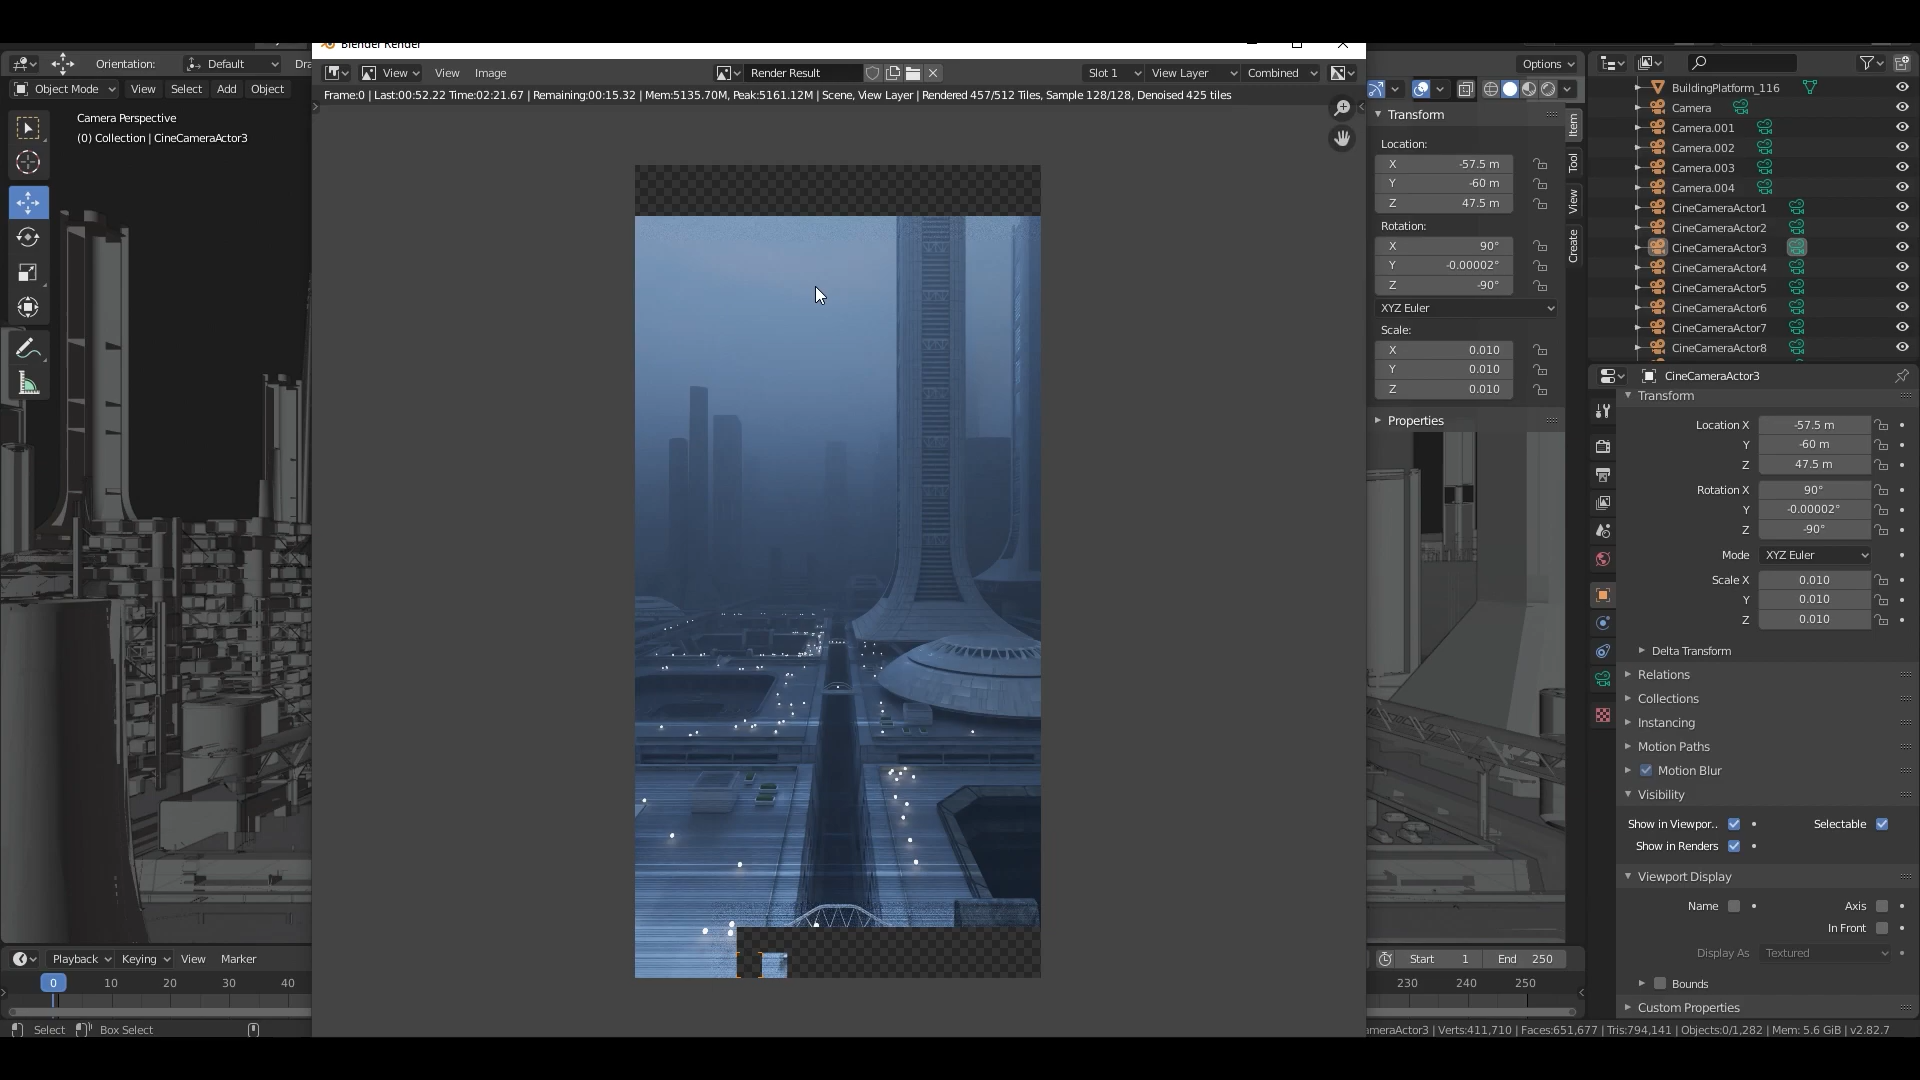 Blender Render
Orientation: Default
Object Mode View Select Add Object
Camera Perspective
(0) Collection | CineCameraActor3
View View Image Render Result Slot 1 View Layer Combined
Frame:0 | Last:00:52.22 Time:02:21.67 | Remaining:00:15.32 | Mem:5135.70M, Peak:5161.12M | Scene, View Layer | Rendered 457/512 Tiles, Sample 128/128, Denoised 425 tiles
Options
Transform
Location:
X -57.5 m
Y -60 m
Z 47.5 m
Rotation:
X 90°
Y -0.00002°
Z -90°
XYZ Euler
Scale:
X 0.010
Y 0.010
Z 0.010
Properties
Item
Tool
View
Create
BuildingPlatform_116
Camera
Camera.001
Camera.002
Camera.003
Camera.004
CineCameraActor1
CineCameraActor2
CineCameraActor3
CineCameraActor4
CineCameraActor5
CineCameraActor6
CineCameraActor7
CineCameraActor8
CineCameraActor3
Transform
Location X -57.5 m
Y -60 m
Z 47.5 m
Rotation X 90°
Y -0.00002°
Z -90°
Mode XYZ Euler
Scale X 0.010
Y 0.010
Z 0.010
Delta Transform
Relations
Collections
Instancing
Motion Paths
Motion Blur
Visibility
Show in Viewpor.. Selectable
Show in Renders
Viewport Display
Name Axis
In Front
Display As Textured
Bounds
Custom Properties
Playback Keying View Marker
0 10 20 30 40
Start 1 End 250
230 240 250
Select Box Select
ameraActor3 | Verts:411,710 | Faces:651,677 | Tris:794,141 | Objects:0/1,282 | Mem: 5.6 GiB | v2.82.7